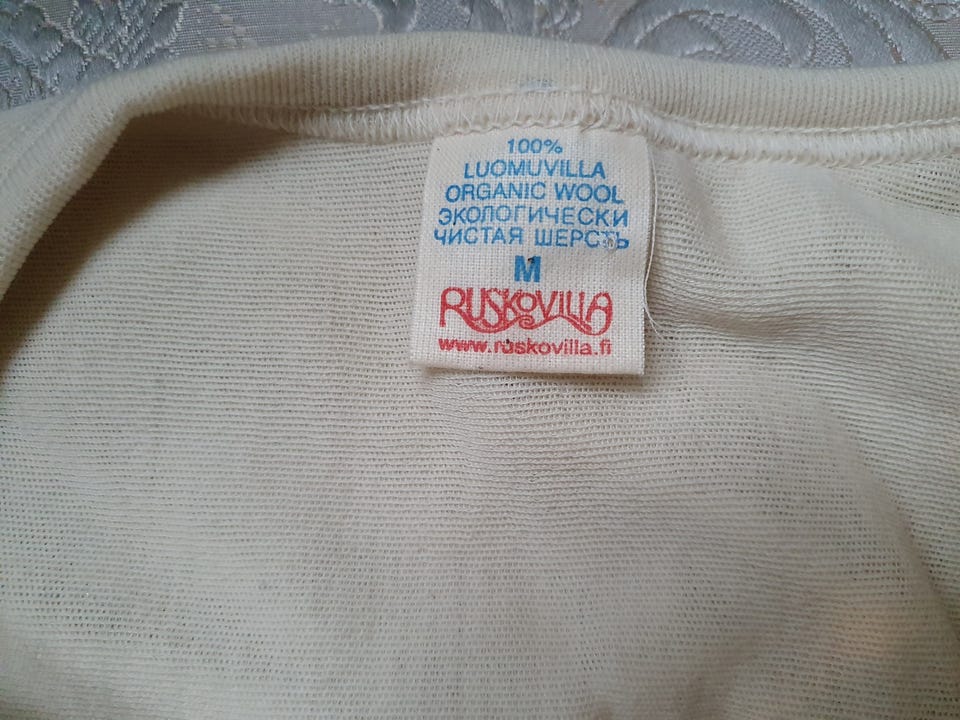 100%
LUOMUVILLA
ORGANIC WOOL
ЭКОЛОГИЧЕСКИ
ЧИСТАЯ ШЕРСТЬ
M
RUSKOVILLA
www.ruskovilla.fi